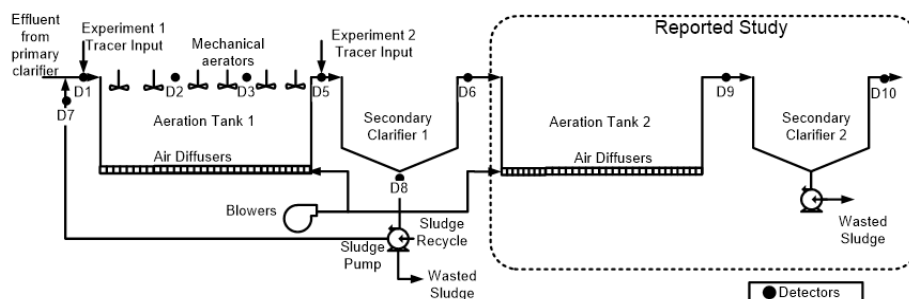 Effluent
from
primary
clarifier
Experiment 1
Tracer Input
Mechanical
aerators
Experiment 2
Tracer Input
Reported Study
D1
D2
D3
D5
D6
D9
D10
D7
Aeration Tank 1
Secondary
Clarifier 1
Aeration Tank 2
Secondary
Clarifier 2
Air Diffusers
Air Diffusers
D8
Blowers
Sludge
Recycle
Sludge
Pump
Wasted
Sludge
Wasted
Sludge
Detectors